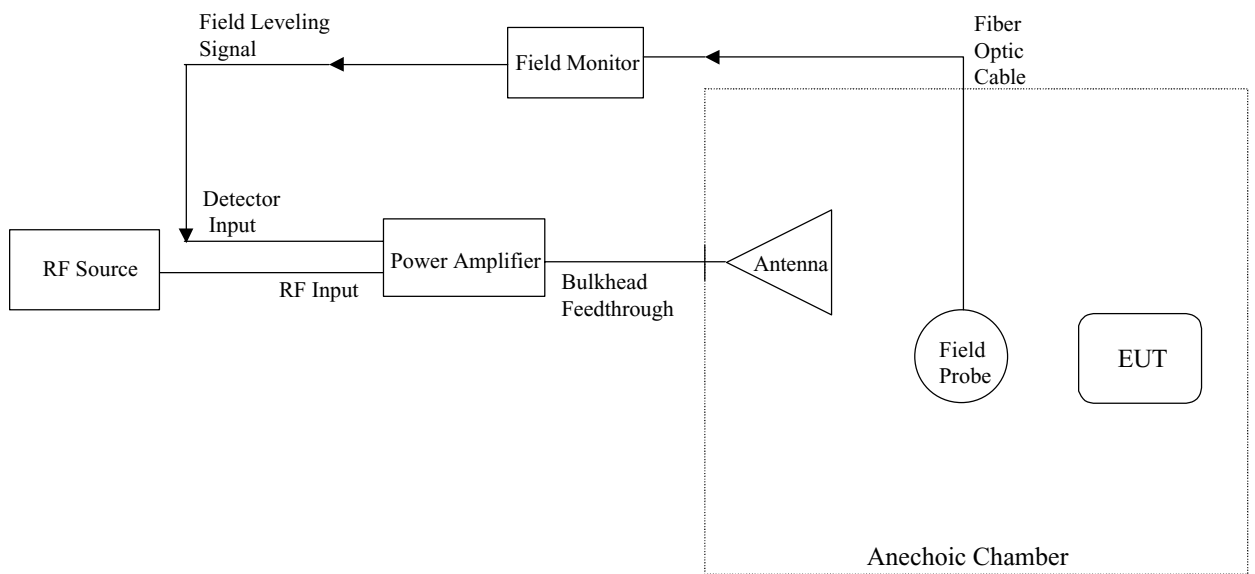 Field Leveling
Signal
Field Monitor
Fiber
Optic
Cable
Detector
Input
RF Source
RF Input
Power Amplifier
Bulkhead
Feedthrough
Antenna
Field
Probe
EUT
Anechoic Chamber